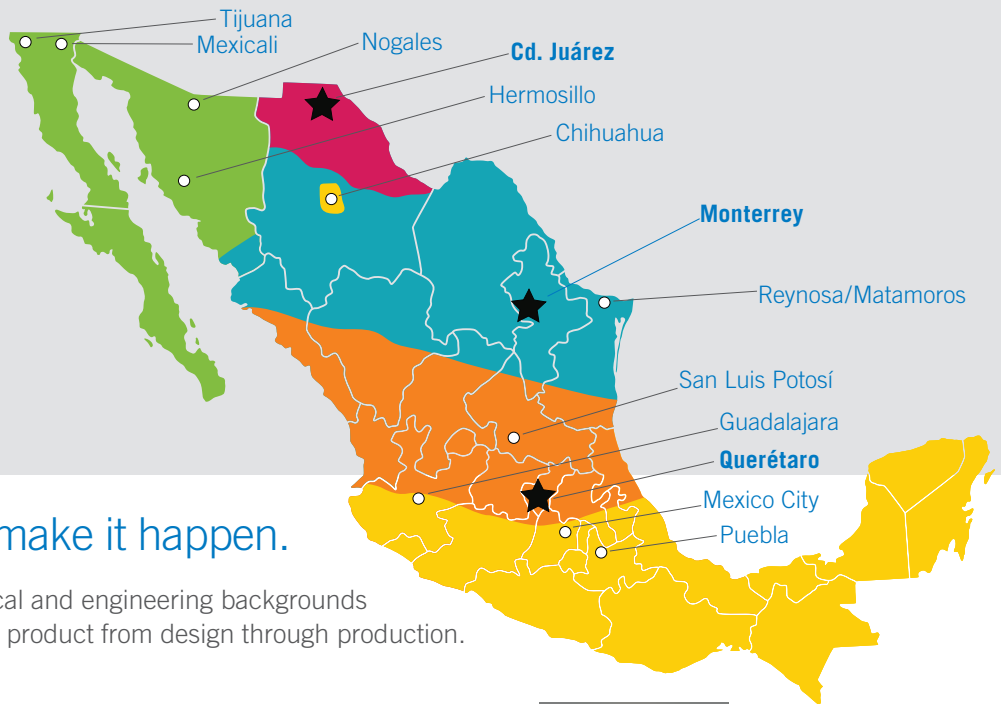 Tijuana
Mexicali
Nogales
Cd. Juárez
Hermosillo
Chihuahua
Monterrey
Reynosa/Matamoros
San Luis Potosí
Guadalajara
Querétaro
Mexico City
Puebla
make it happen.
cal and engineering backgrounds
product from design through production.